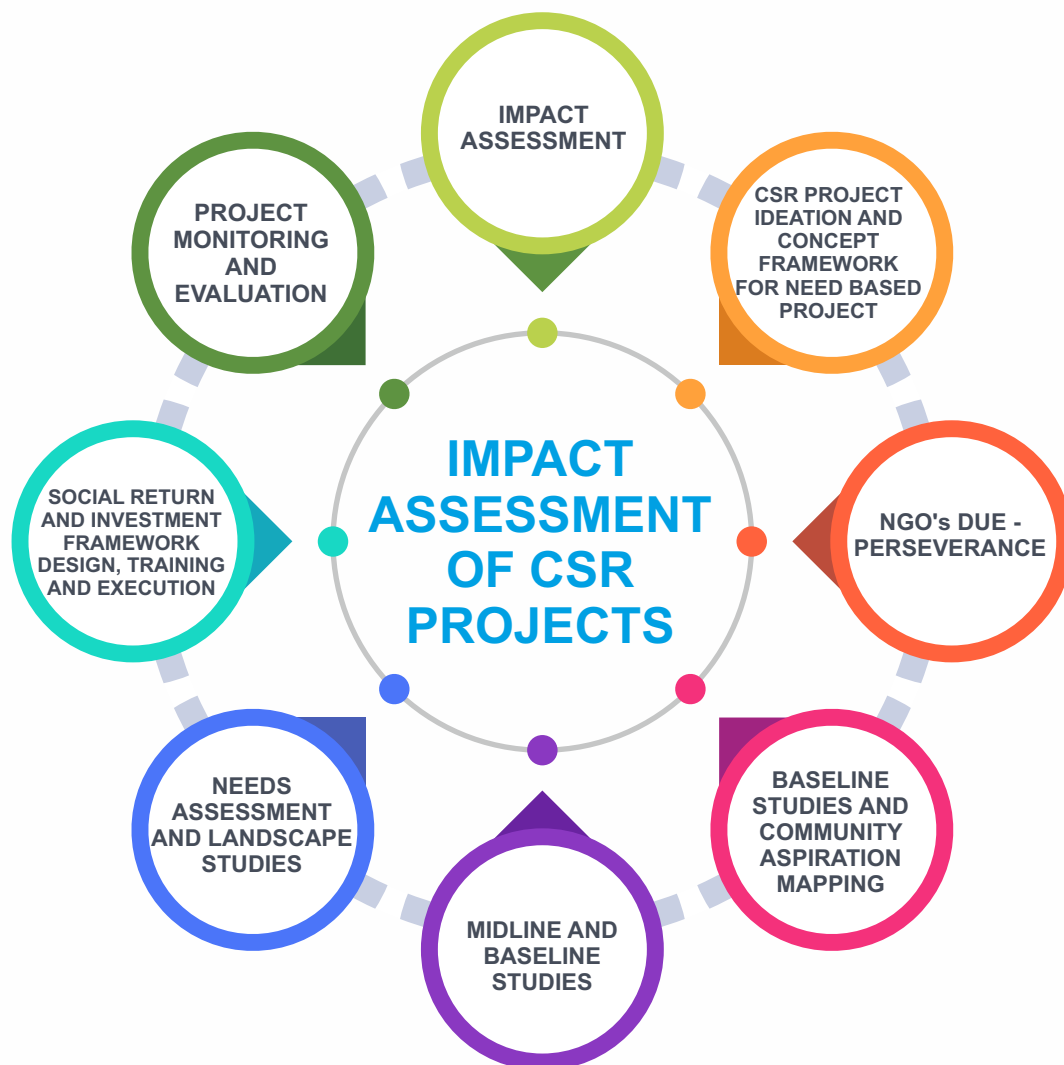 IMPACT
ASSESSMENT
CSR PROJECT
IDEATION AND
CONCEPT
FRAMEWORK
FOR NEED BASED
PROJECT
NGO's DUE -
PERSEVERANCE
BASELINE
STUDIES AND
COMMUNITY
ASPIRATION
MAPPING
MIDLINE AND
BASELINE
STUDIES
NEEDS
ASSESSMENT
AND LANDSCAPE
STUDIES
SOCIAL RETURN
AND INVESTMENT
FRAMEWORK
DESIGN, TRAINING
AND EXECUTION
PROJECT
MONITORING
AND
EVALUATION
IMPACT
ASSESSMENT
OF CSR
PROJECTS